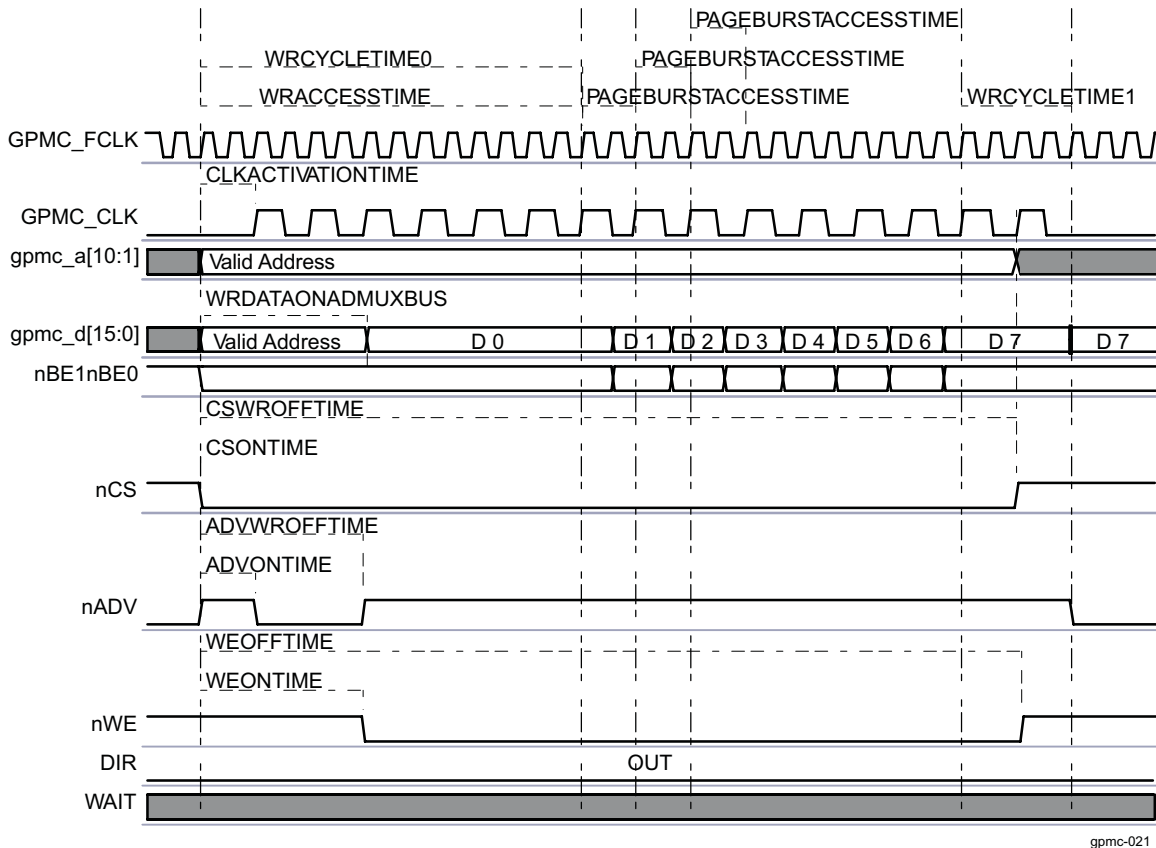 PAGEBURSTACCESSTIME
WRCYCLETIME0 PAGEBURSTACCESSTIME
WRACCESSTIME PAGEBURSTACCESSTIME WRCYCLETIME1
GPMC_FCLK
CLKACTIVATIONTIME
GPMC_CLK
gpmc_a[10:1] Valid Address
WRDATAONADMUXBUS
gpmc_d[15:0] Valid Address D 0 D 1 D 2 D 3 D 4 D 5 D 6 D 7 D 7
nBE1nBE0
CSWROFFTIME
CSONTIME
nCS
ADVWROFFTIME
ADVONTIME
nADV
WEOFFTIME
WEONTIME
nWE
DIR OUT
WAIT
gpmc-021